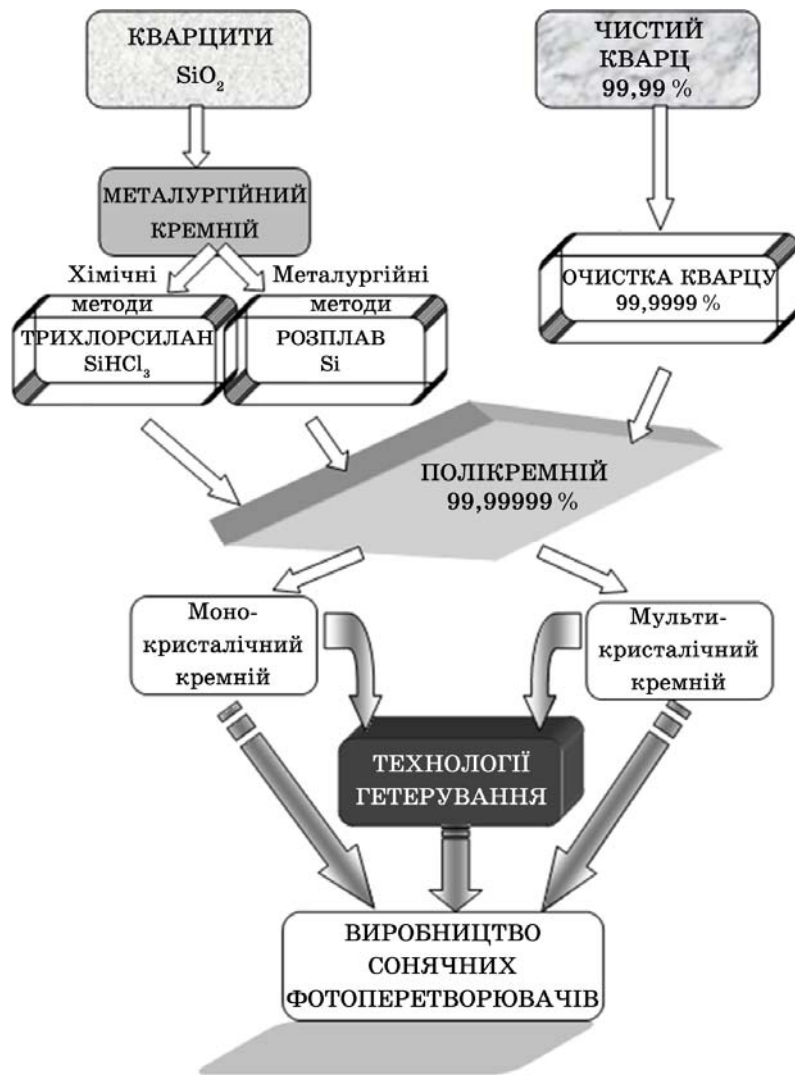 КВАРЦИТИ
SiO₂
ЧИСТИЙ
КВАРЦ
99,99 %
МЕТАЛУРГІЙНИЙ
КРЕМНІЙ
Хімічні
методи
Металургійні
методи
ТРИХЛОРСИЛАН
SiHCl₃
РОЗПЛАВ
Si
ОЧИСТКА КВАРЦУ
99,9999 %
ПОЛІКРЕМНІЙ
99,99999 %
Моно-
кристалічний
кремній
Мульти-
кристалічний
кремній
ТЕХНОЛОГІЇ
ГЕТЕРУВАННЯ
ВИРОБНИЦТВО
СОНЯЧНИХ
ФОТОПЕРЕТВОРЮВАЧІВ